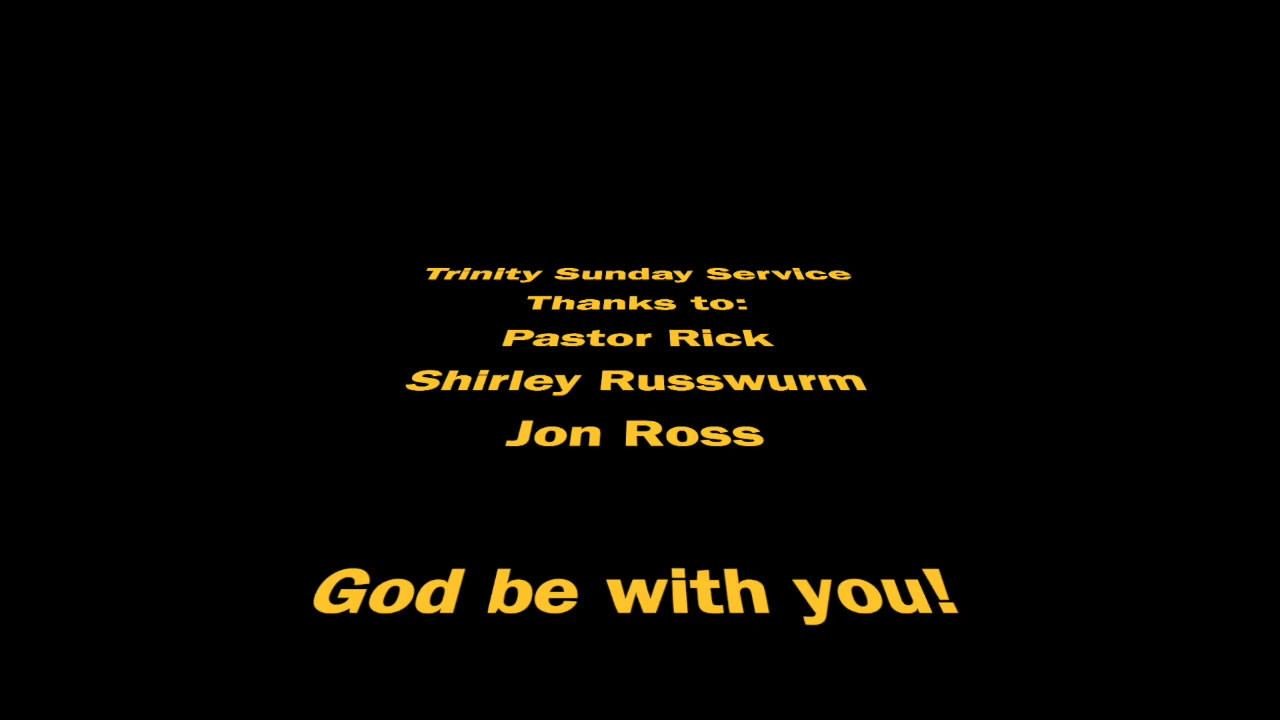 Trinity Sunday Service
Thanks to:
Pastor Rick
Shirley Russwurm
Jon Ross
God be with you!